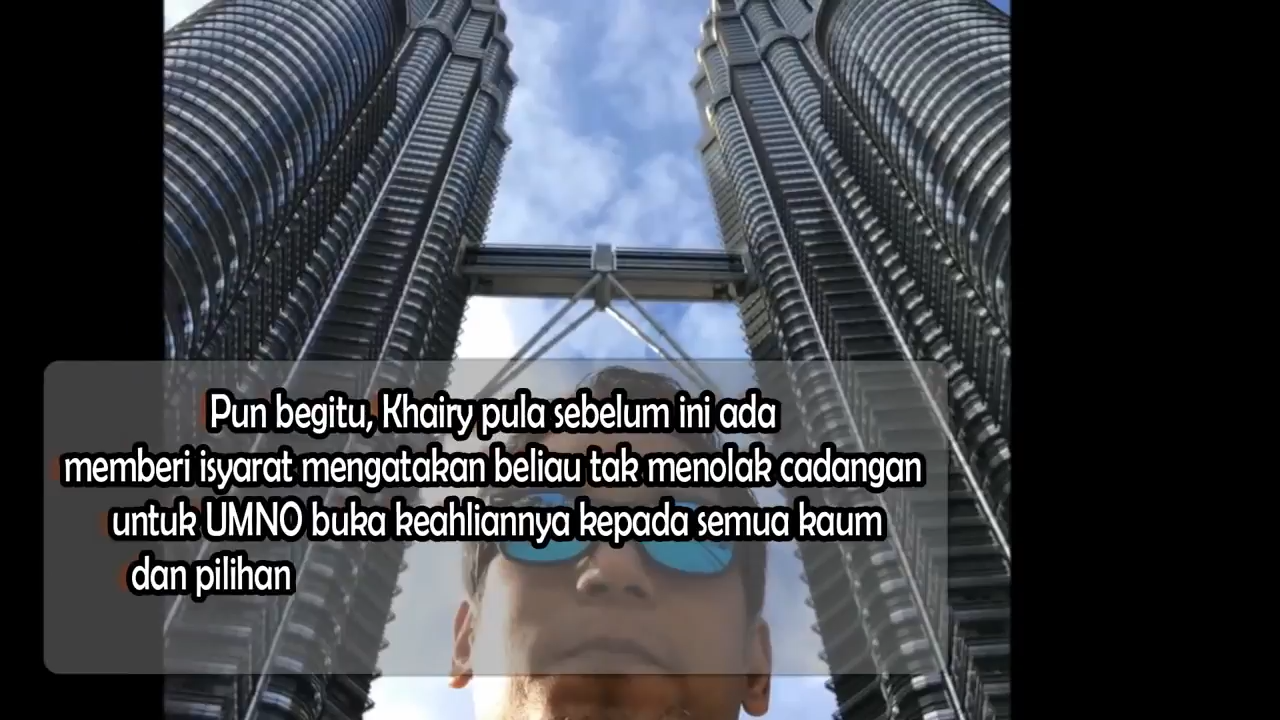 Pun begitu, Khairy pula sebelum ini ada
memberi isyarat mengatakan beliau tak menolak cadangan
untuk UMNO buka keahliannya kepada semua kaum
dan pilihan